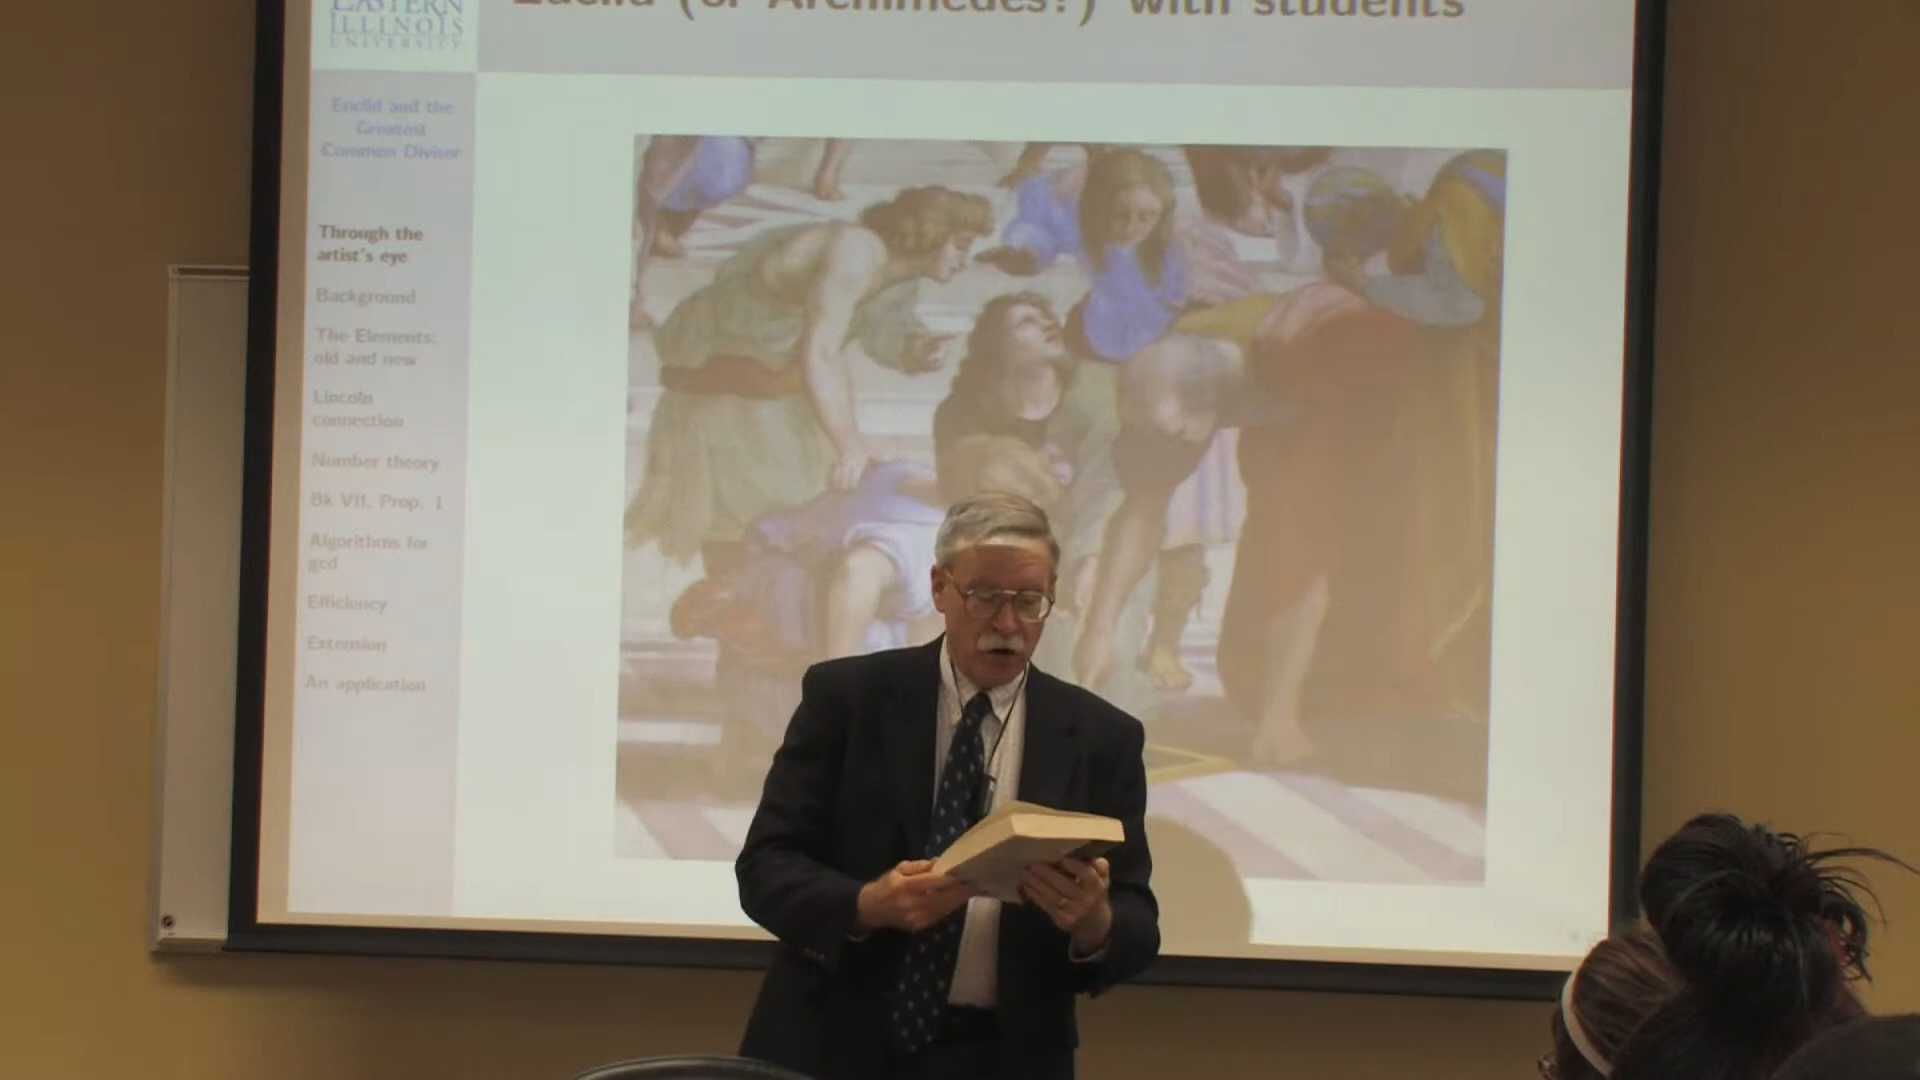 EASTERN
ILLINOIS
UNIVERSITY
Euclid (or Archimedes?) with students
Euclid and the
Greatest
Common Divisor
Through the
artist's eye
Background
The Elements:
old and new
Lincoln
connection
Number theory
Bk VII, Prop. 1
Algorithms for
gcd
Efficiency
Extension
An application